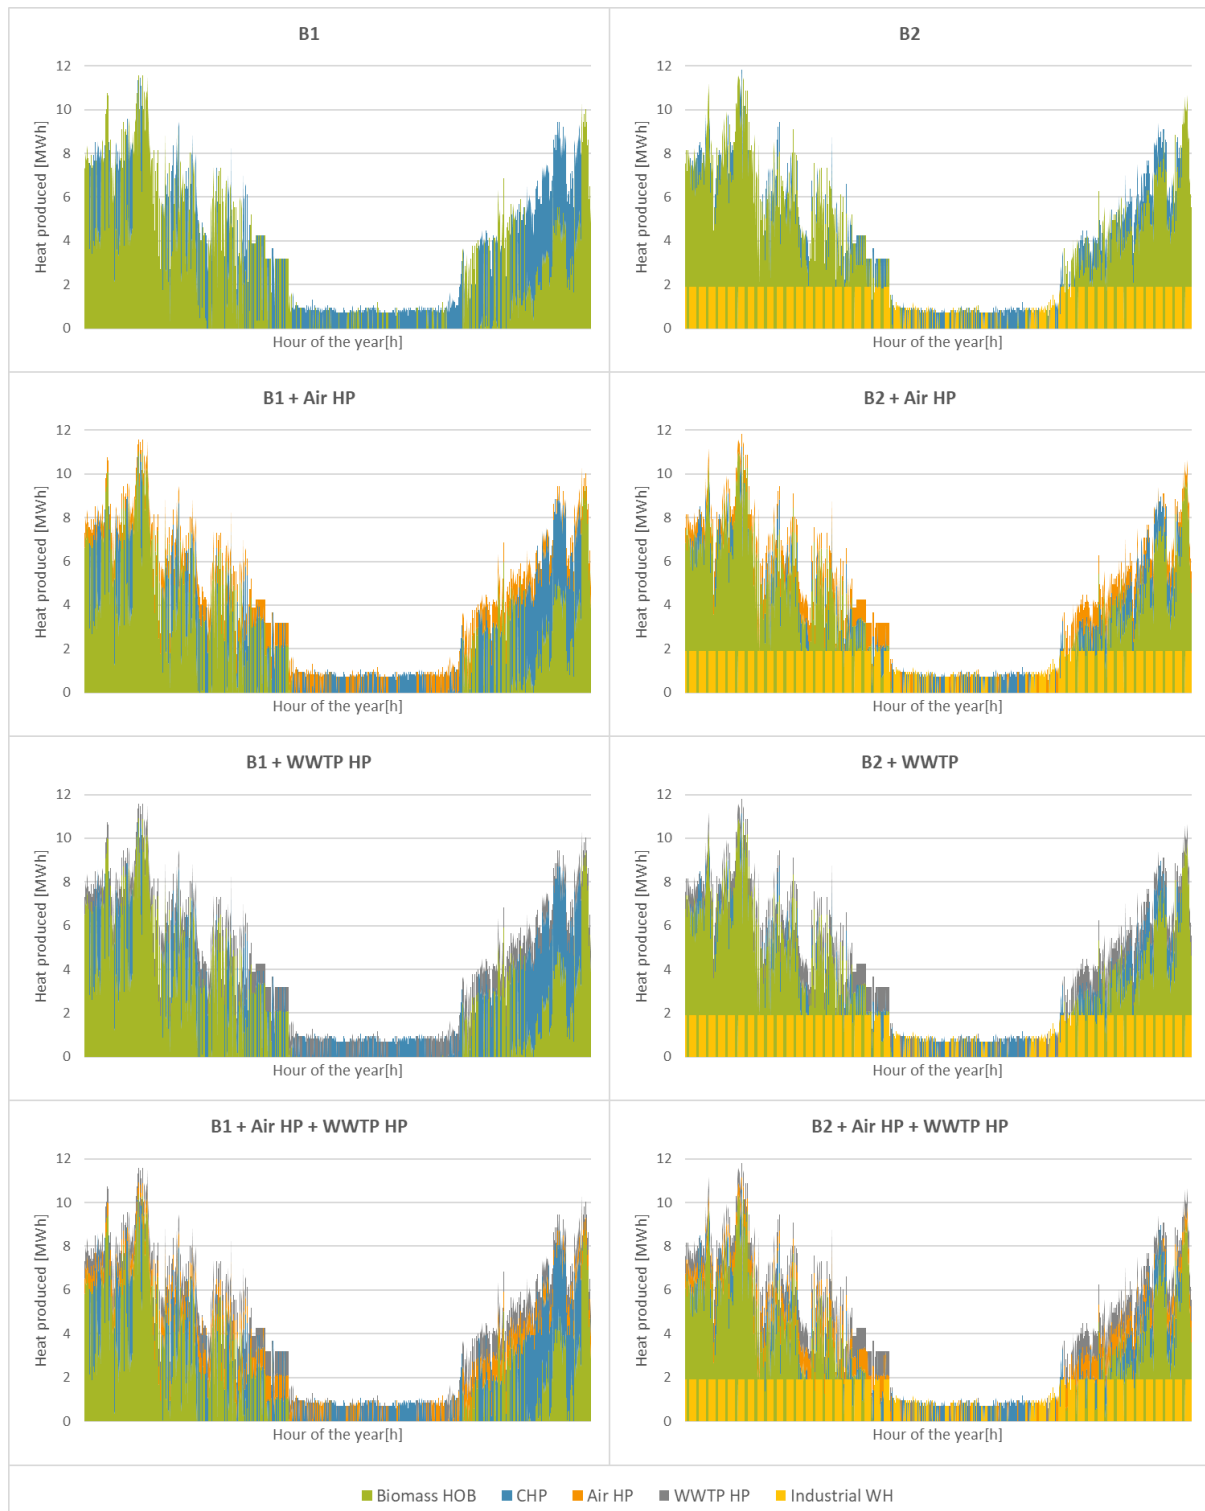 B1
Heat produced [MWh]
12
10
8
6
4
2
0
Hour of the year[h]
B2
Heat produced [MWh]
12
10
8
6
4
2
0
Hour of the year[h]
B1 + Air HP
Heat produced [MWh]
12
10
8
6
4
2
0
Hour of the year[h]
B2 + Air HP
Heat produced [MWh]
12
10
8
6
4
2
0
Hour of the year[h]
B1 + WWTP HP
Heat produced [MWh]
12
10
8
6
4
2
0
Hour of the year[h]
B2 + WWTP
Heat produced [MWh]
12
10
8
6
4
2
0
Hour of the year[h]
B1 + Air HP + WWTP HP
Heat produced [MWh]
12
10
8
6
4
2
0
Hour of the year[h]
B2 + Air HP + WWTP HP
Heat produced [MWh]
12
10
8
6
4
2
0
Hour of the year[h]
Biomass HOB CHP Air HP WWTP HP Industrial WH